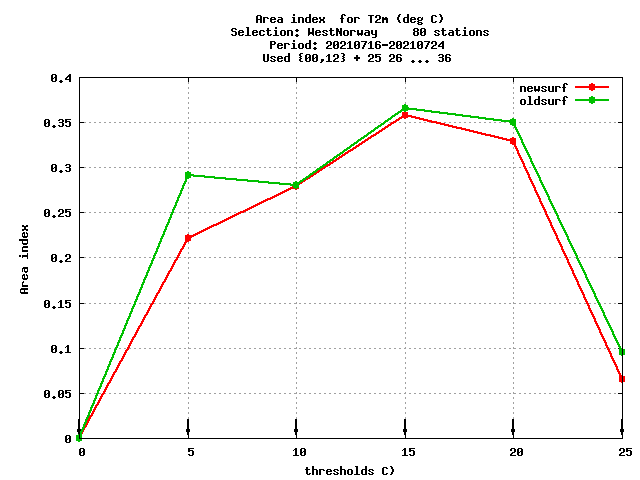 Area index  for T2m (deg C)
Selection: WestNorway     80 stations
Period: 20210716-20210724
Used {00,12} + 25 26 ... 36
newsurf
oldsurf
0.4
0.35
0.3
0.25
0.2
0.15
0.1
0.05
0
Area index
0 5 10 15 20 25
thresholds C)